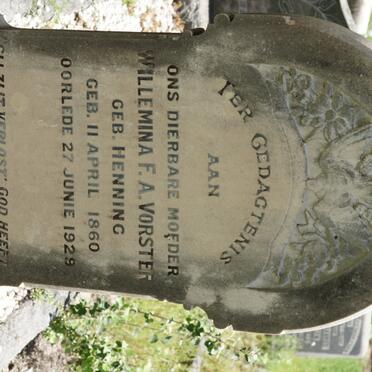 TER GEDAGTENIS
AAN
ONS DIERBARE MOEDER
WILLEMINA F. A. VORSTER
GEB. HENNING
GEB. 11 APRIL 1860
OORLEDE 27 JUNIE 1929
GOD HEEFT